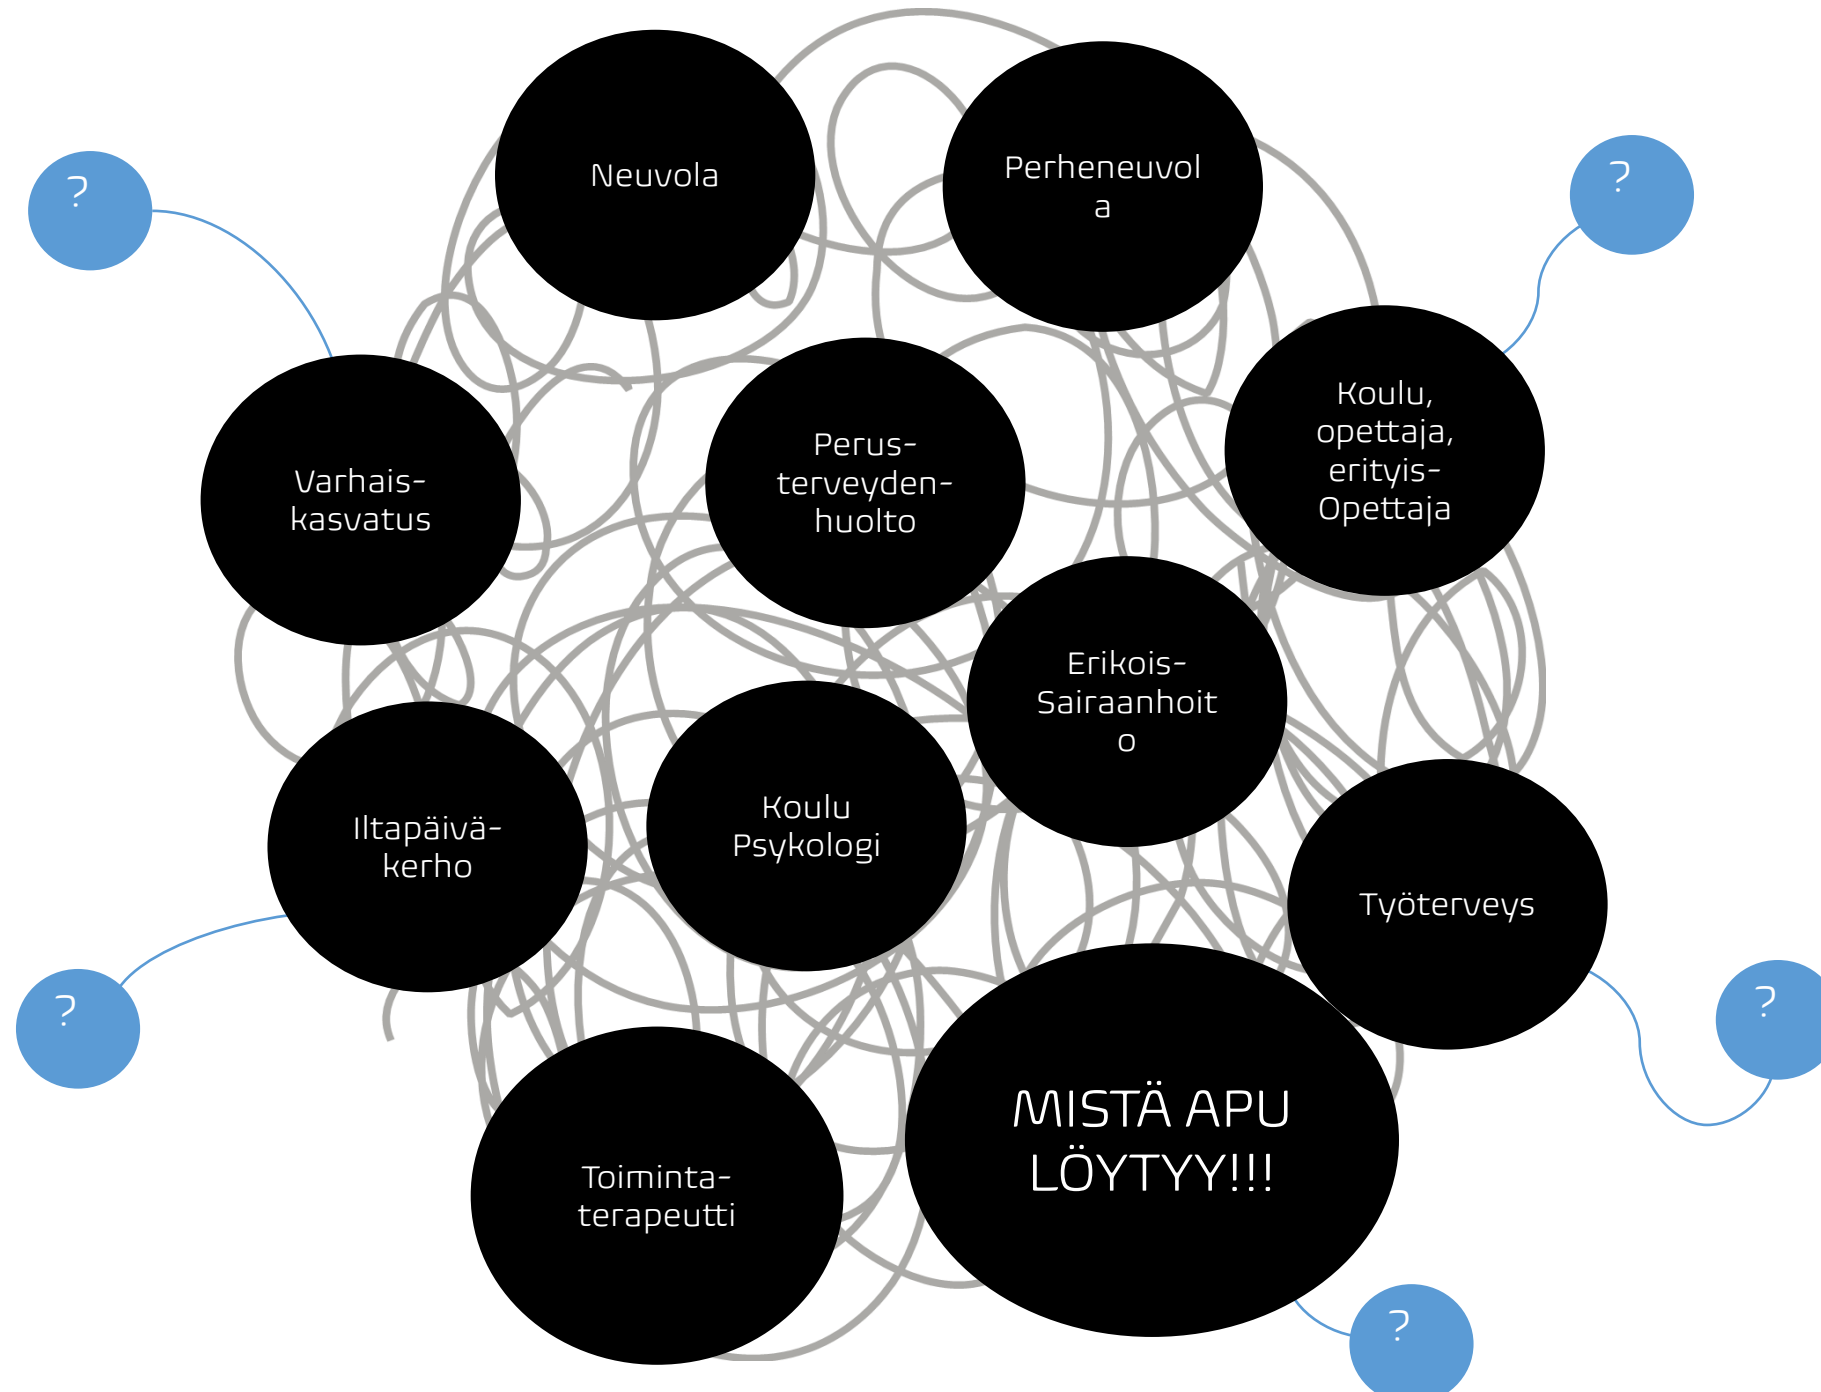 Neuvola
Perheneuvol
a
?
?
Koulu,
opettaja,
erityis-
Opettaja
Perus-
terveyden-
huolto
Varhais-
kasvatus
Erikois-
Sairaanhoit
o
Koulu
Psykologi
Iltapäivä-
kerho
Työterveys
?
?
MISTÄ APU
LÖYTYY!!!
Toiminta-
terapeutti
?